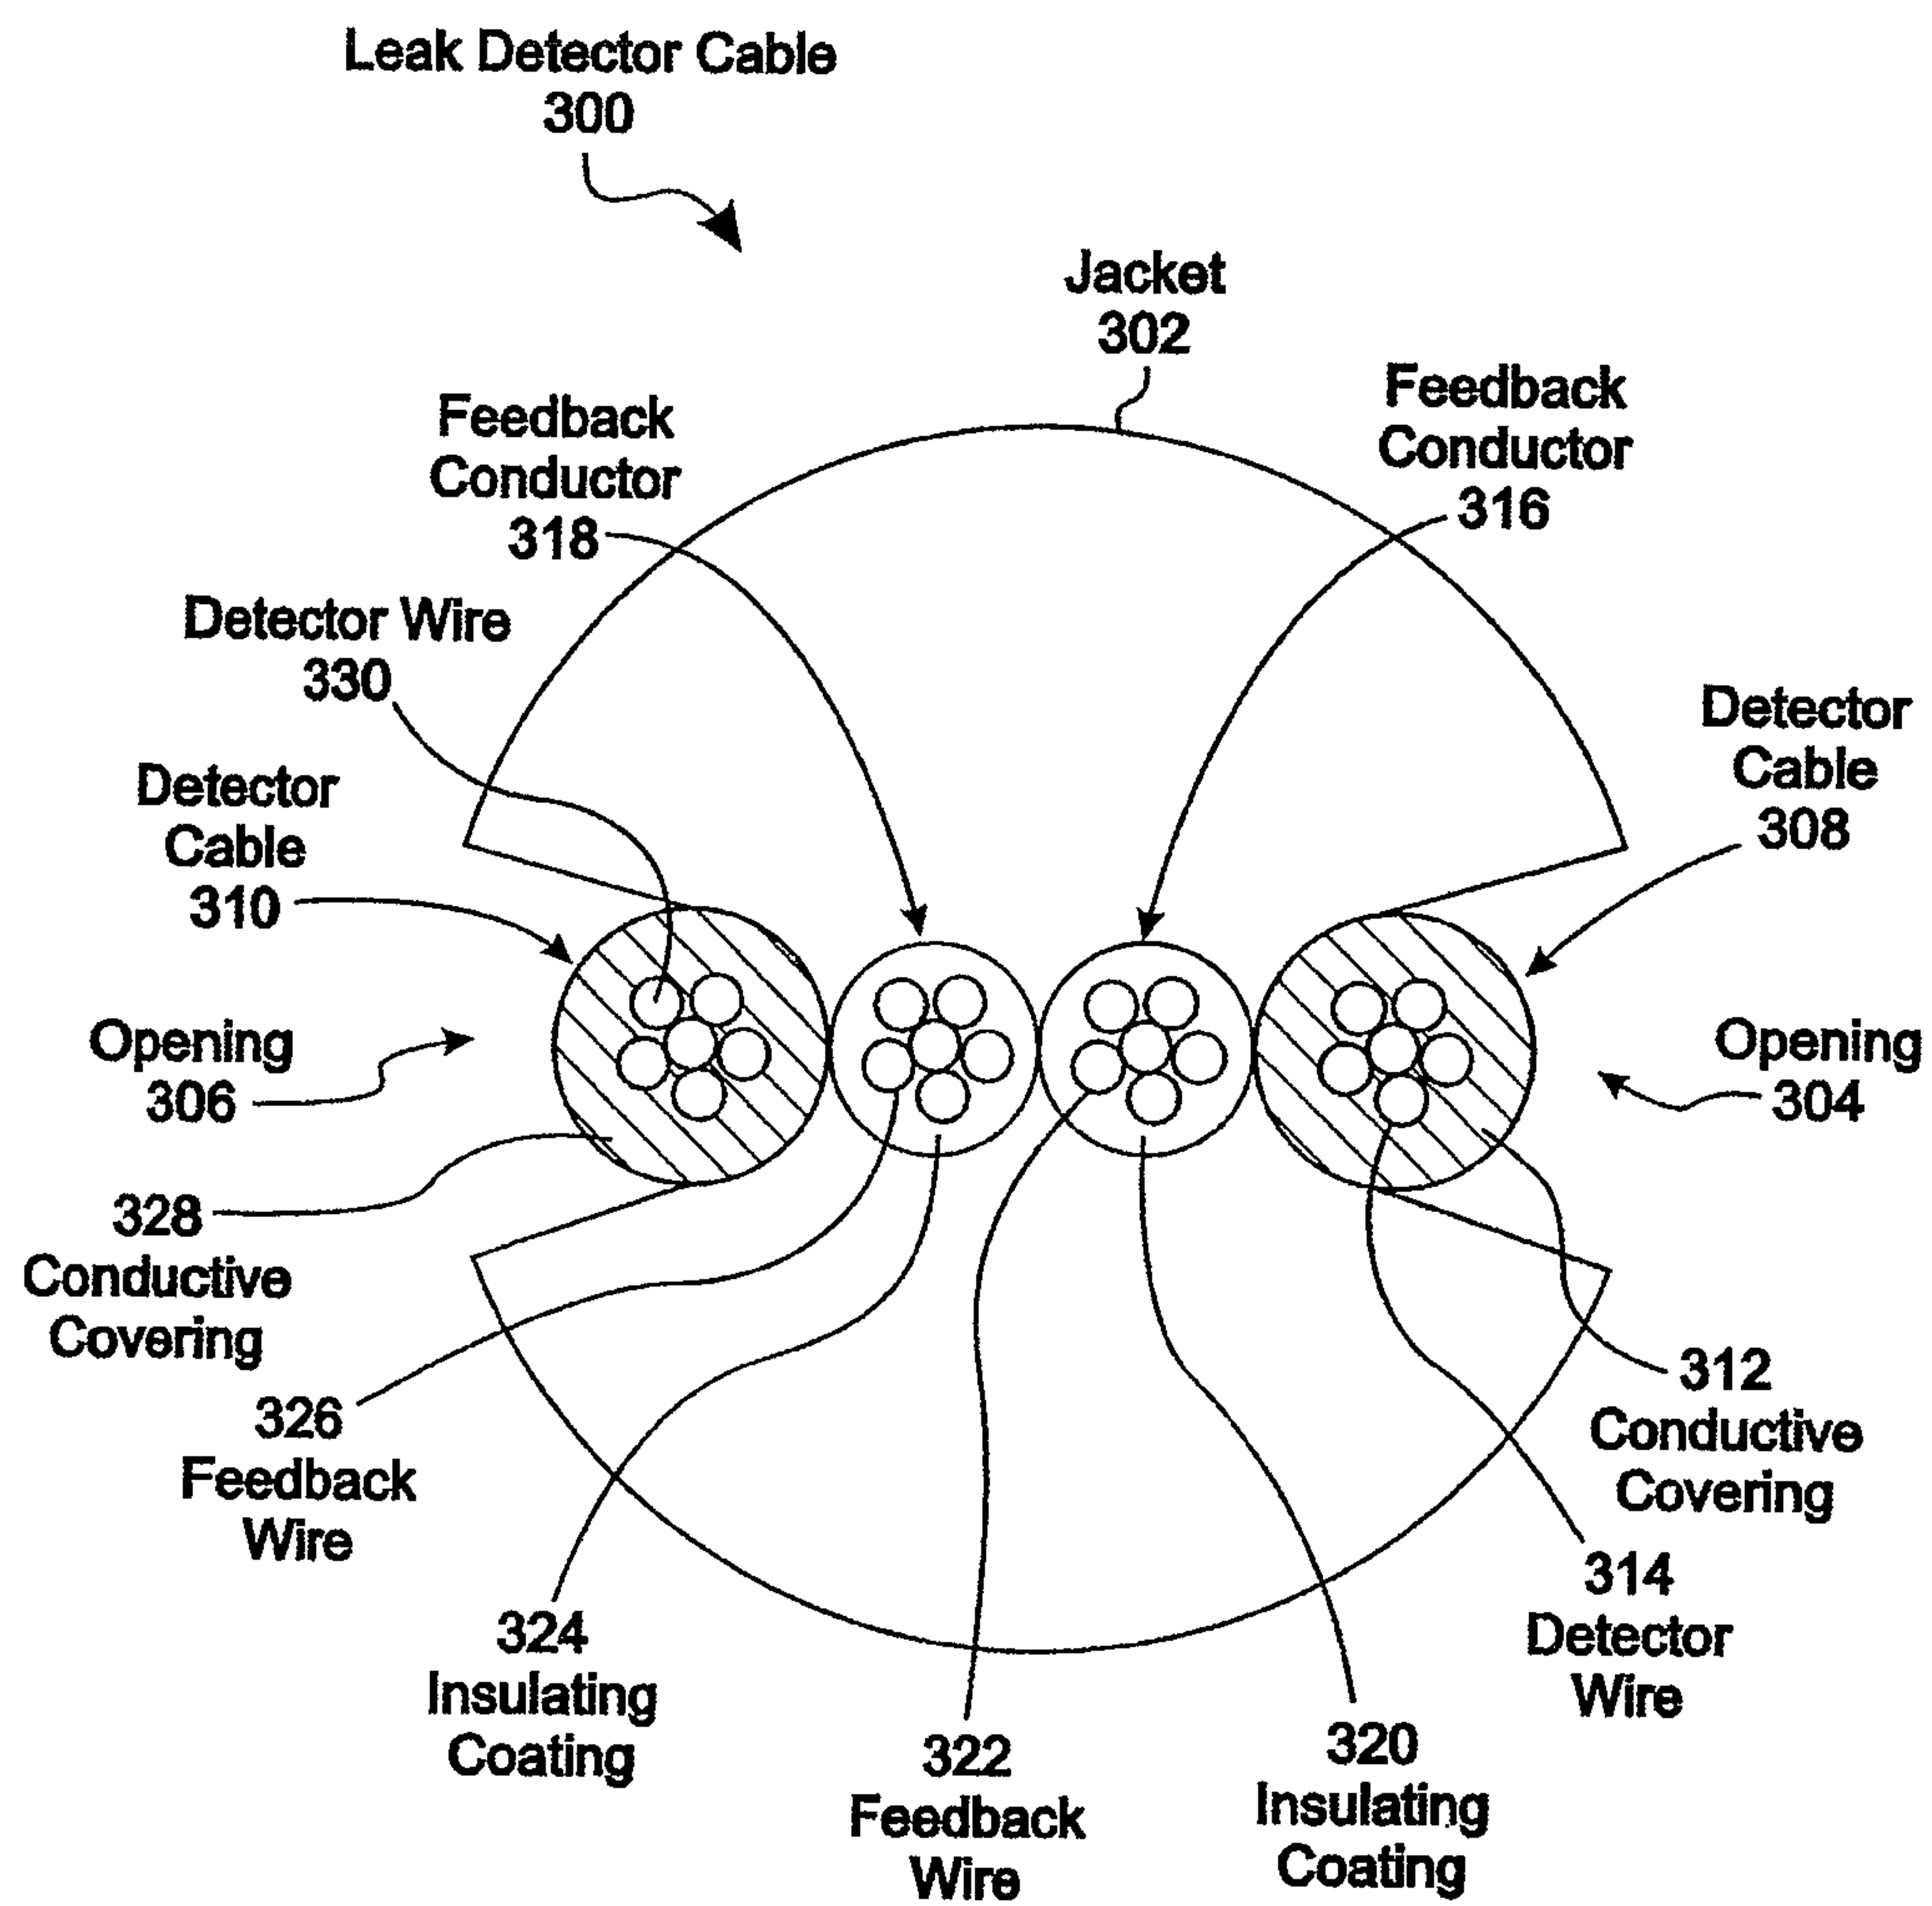 Leak Detector Cable
300
Jacket
302
Feedback
Conductor
316
Feedback
Conductor
318
Detector Wire
330
Detector
Cable
308
Detector
Cable
310
Opening
306
Opening
304
328
Conductive
Covering
312
Conductive
Covering
326
Feedback
Wire
314
Detector
Wire
324
Insulating
Coating
322
Feedback
Wire
320
Insulating
Coating